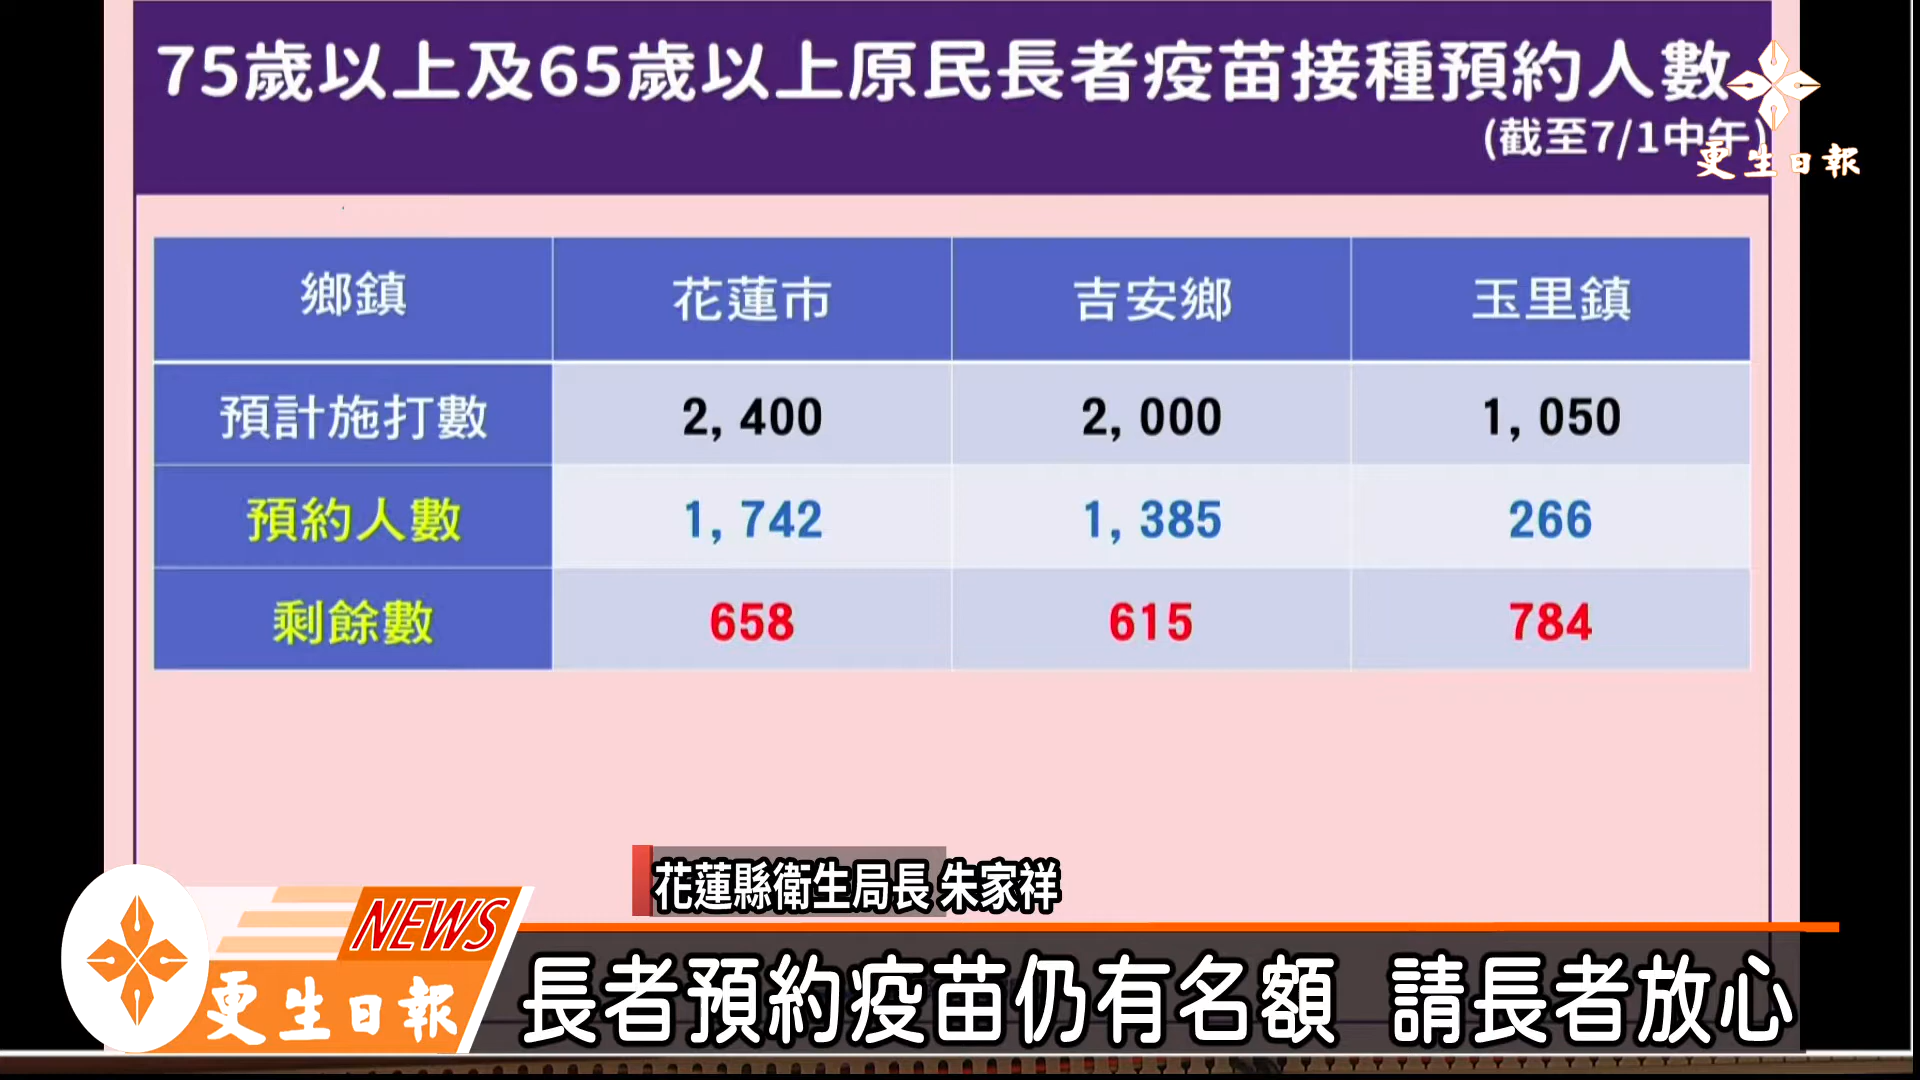 75歲以上及65歲以上原民長者疫苗接種預約人數
(截至7/1中午)
更生日報
鄉鎮 花蓮市 吉安鄉 玉里鎮
預計施打數 2,400 2,000 1,050
預約人數 1,742 1,385 266
剩餘數 658 615 784
花蓮縣衛生局長 朱家祥
NEWS
更生日報
長者預約疫苗仍有名額 請長者放心